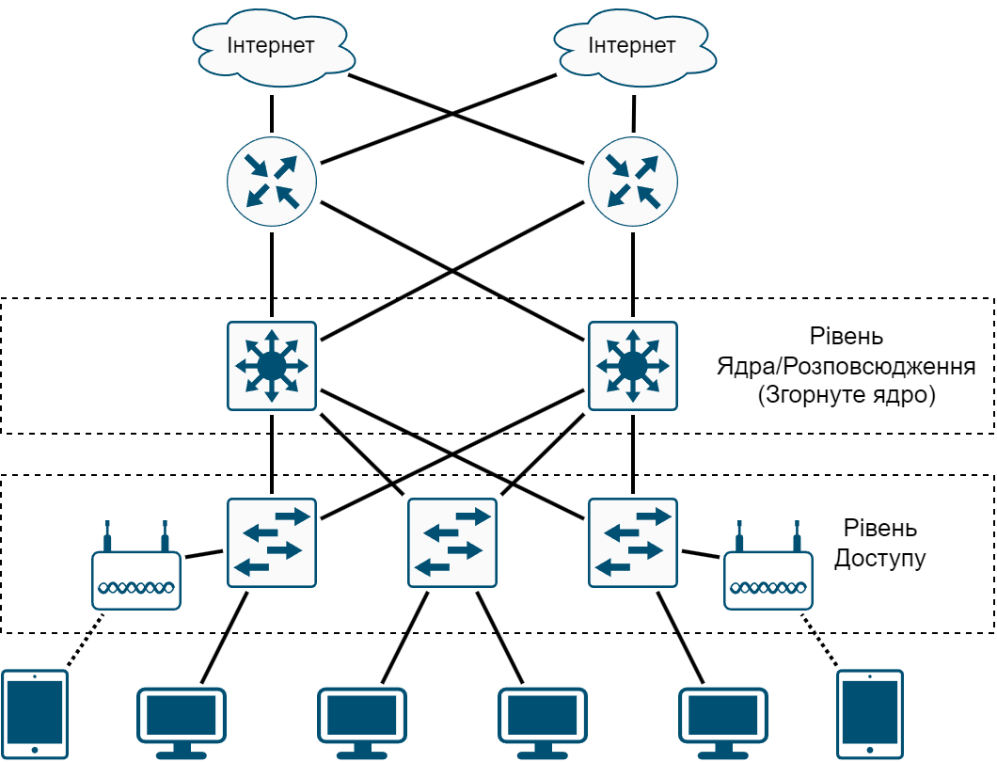 Інтернет
Інтернет
Рівень
Ядра/Розповсюдження
(Згорнуте ядро)
Рівень
Доступу